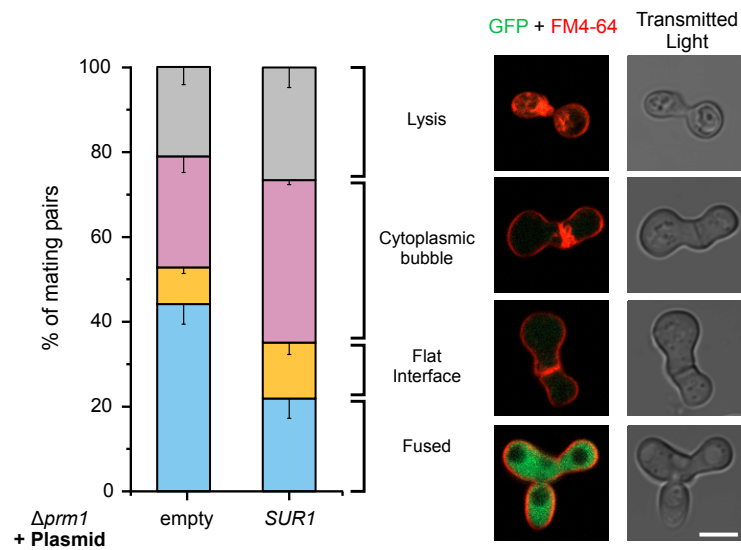 GFP + FM4-64
Transmitted
Light
% of mating pairs
100
80
60
40
20
0
Lysis
Cytoplasmic
bubble
Flat
Interface
Fused
Δprm1
+ Plasmid
empty
SUR1